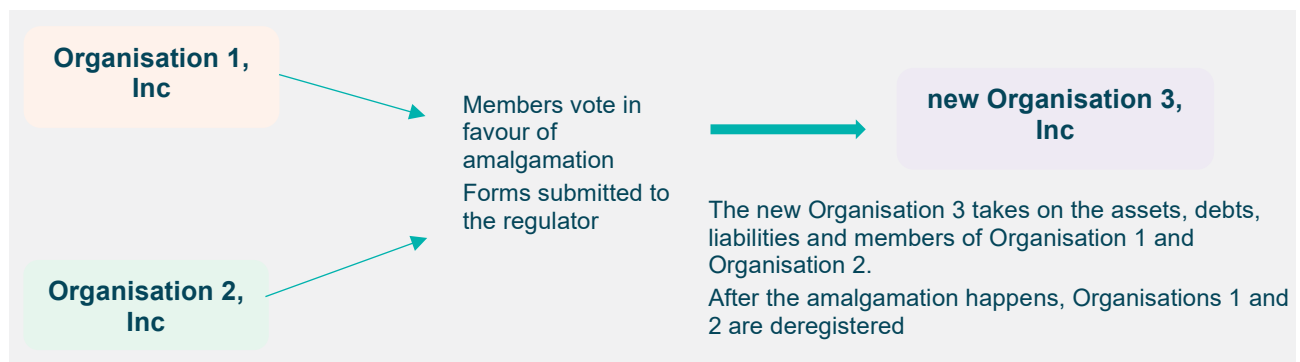 Organisation 1,
Inc
Organisation 2,
Inc
Members vote in
favour of
amalgamation
Forms submitted to
the regulator
new Organisation 3,
Inc
The new Organisation 3 takes on the assets, debts,
liabilities and members of Organisation 1 and
Organisation 2.
After the amalgamation happens, Organisations 1 and
2 are deregistered